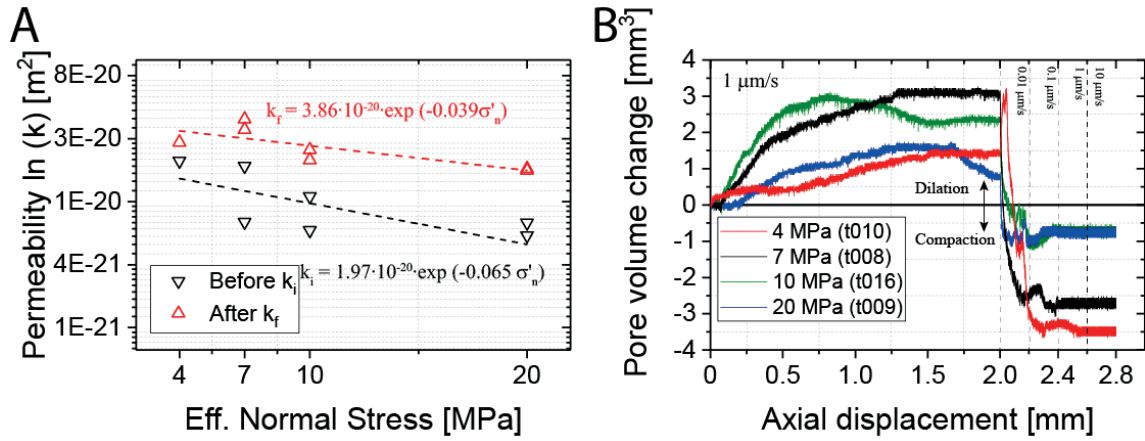 A
Permeability ln (k) [m²]
8E-20
3E-20
1E-20
4E-21
1E-21
k_f = 3.86·10⁻²⁰·exp (-0.039σ'ₙ)
k_i = 1.97·10⁻²⁰·exp (-0.065 σ'ₙ)
Before k_i
After k_f
4 7 10 20
Eff. Normal Stress [MPa]
B
Pore volume change [mm³]
4
3
2
1
0
-1
-2
-3
-4
1 µm/s
0.01 µm/s
0.1 µm/s
1 µm/s
10 µm/s
Dilation
Compaction
4 MPa (t010)
7 MPa (t008)
10 MPa (t016)
20 MPa (t009)
0 0.5 1.0 1.5 2.0 2.4 2.8
Axial displacement [mm]